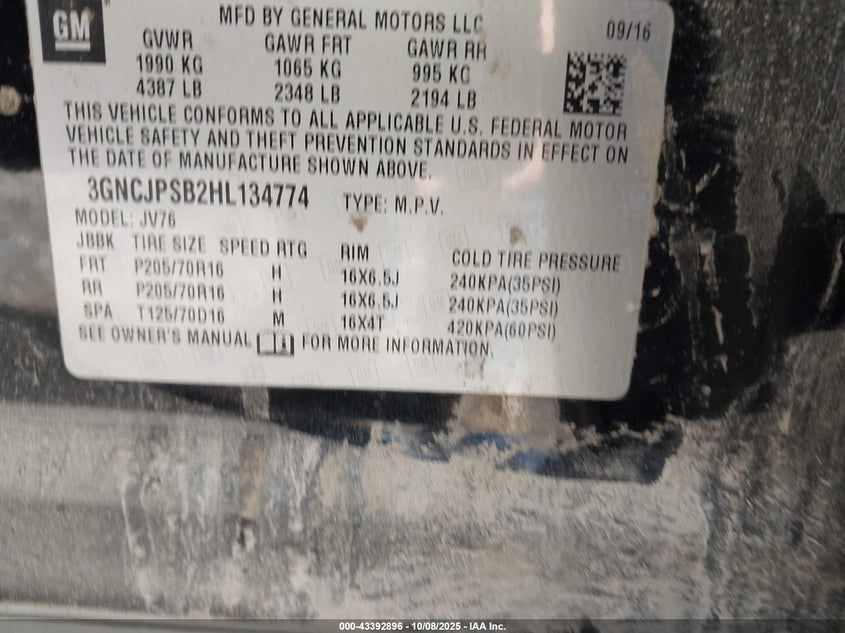 GM
MFD BY GENERAL MOTORS LLC
09/16
GVWR GAWR FRT GAWR RR
1990 KG 1065 KG 995 KG
4387 LB 2348 LB 2194 LB
THIS VEHICLE CONFORMS TO ALL APPLICABLE U.S. FEDERAL MOTOR
VEHICLE SAFETY AND THEFT PREVENTION STANDARDS IN EFFECT ON
THE DATE OF MANUFACTURE SHOWN ABOVE.
3GNCJPSB2HL134774 TYPE: M.P.V.
MODEL: JV76
JBBK TIRE SIZE SPEED RTG RIM COLD TIRE PRESSURE
FRT P205/70R16 H 16X6.5J 240KPA(35PSI)
RR P205/70R16 H 16X6.5J 240KPA(35PSI)
SPA T125/70D16 M 16X4T 420KPA(60PSI)
SEE OWNER'S MANUAL FOR MORE INFORMATION.
000-43392896 - 10/08/2025 - IAA Inc.